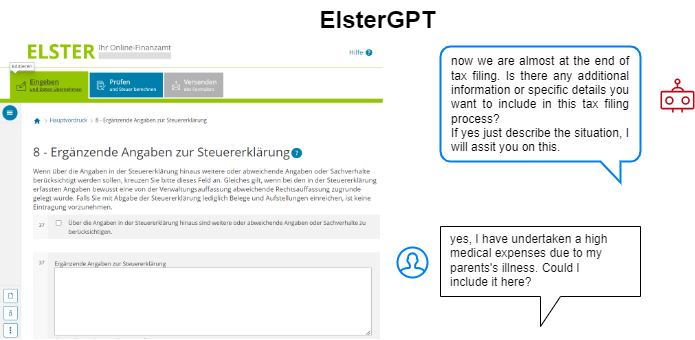 ElsterGPT
ELSTER Ihr Online-Finanzamt
Hilfe ?
Editieren
Eingeben
und Daten übernehmen
Prüfen
und Steuer berechnen
Versenden
des Formulars
> Hauptvordruck > 8 - Ergänzende Angaben zur Steuererklärung
8 - Ergänzende Angaben zur Steuererklärung ?
Wenn über die Angaben in der Steuererklärung hinaus weitere oder abweichende Angaben oder Sachverhalte
berücksichtigt werden sollen, kreuzen Sie bitte dieses Feld an. Gleiches gilt, wenn bei den in der Steuererklärung
erfassten Angaben bewusst eine von der Verwaltungsauffassung abweichende Rechtsauffassung zugrunde
gelegt wurde. Falls Sie mit Abgabe der Steuererklärung lediglich Belege und Aufstellungen einreichen, ist keine
Eintragung vorzunehmen.
37 Über die Angaben in der Steuererklärung hinaus sind weitere oder abweichende Angaben oder Sachverhalte zu
berücksichtigen.
37 Ergänzende Angaben zur Steuererklärung
now we are almost at the end of
tax filing. Is there any additional
information or specific details you
want to include in this tax filing
process?
If yes just describe the situation, I
will assit you on this.
yes, I have undertaken a high
medical expenses due to my
parents's illness. Could I
include it here?